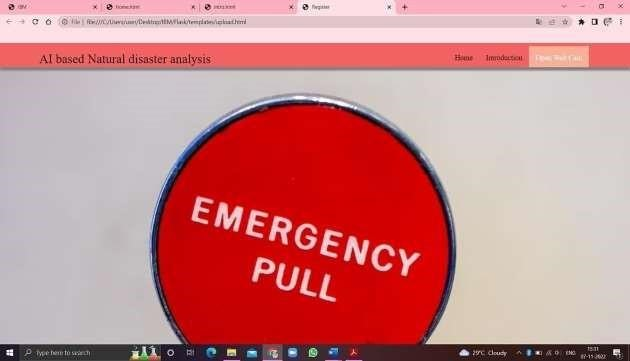 IBM
home.html
intro.html
Register
File
file:///C:/Users/user/Desktop/IBM/Flask/templates/upload.html
AI based Natural disaster analysis
Home
Introduction
Open Web Cam
EMERGENCY
PULL
Type here to search
29°C Cloudy
ENG
15:31
07-11-2022